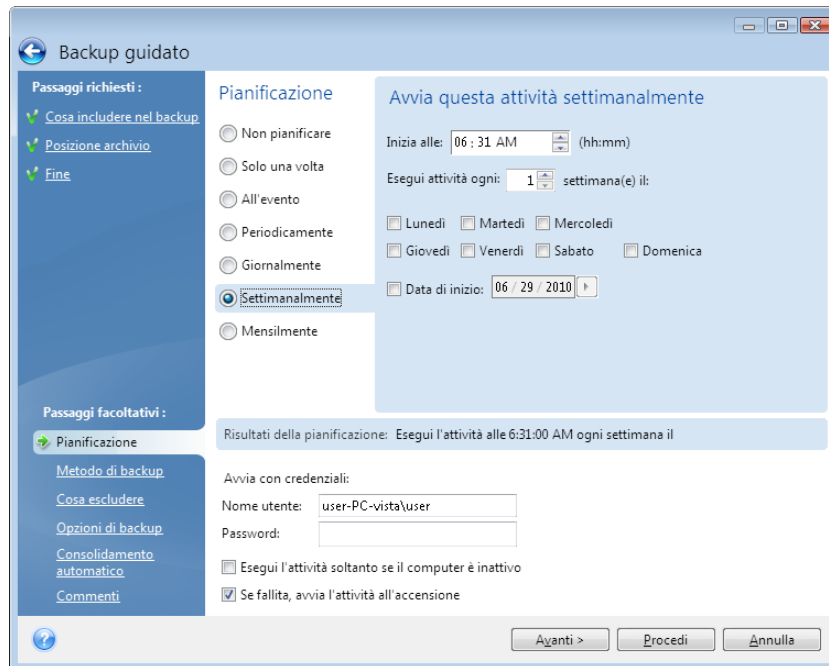 Backup guidato
Passaggi richiesti :
Cosa includere nel backup
Posizione archivio
Fine
Passaggi facoltativi :
Pianificazione
Metodo di backup
Cosa escludere
Opzioni di backup
Consolidamento
automatico
Commenti
Pianificazione
Non pianificare
Solo una volta
All'evento
Periodicamente
Giornalmente
Settimanalmente
Mensilmente
Avvia questa attività settimanalmente
Inizia alle: 06 : 31 AM (hh:mm)
Esegui attività ogni: 1 settimana(e) il:
Lunedì Martedì Mercoledì
Giovedì Venerdì Sabato Domenica
Data di inizio: 06 / 29 / 2010
Risultati della pianificazione: Esegui l'attività alle 6:31:00 AM ogni settimana il
Avvia con credenziali:
Nome utente: user-PC-vista\user
Password:
Esegui l'attività soltanto se il computer è inattivo
Se fallita, avvia l'attività all'accensione
? Avanti > Procedi Annulla